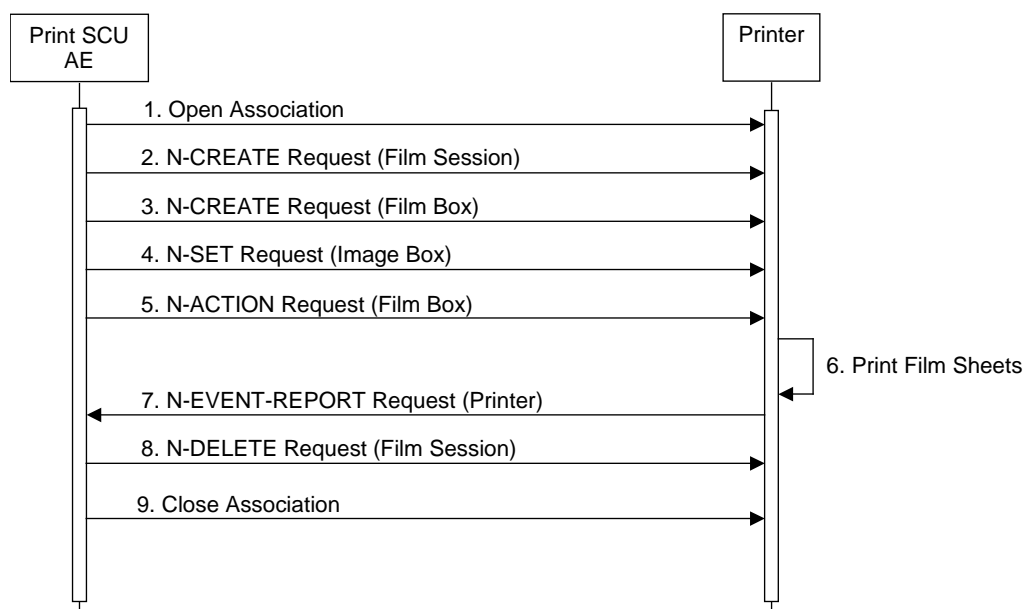 Print SCU
AE
Printer
1. Open Association
2. N-CREATE Request (Film Session)
3. N-CREATE Request (Film Box)
4. N-SET Request (Image Box)
5. N-ACTION Request (Film Box)
6. Print Film Sheets
7. N-EVENT-REPORT Request (Printer)
8. N-DELETE Request (Film Session)
9. Close Association